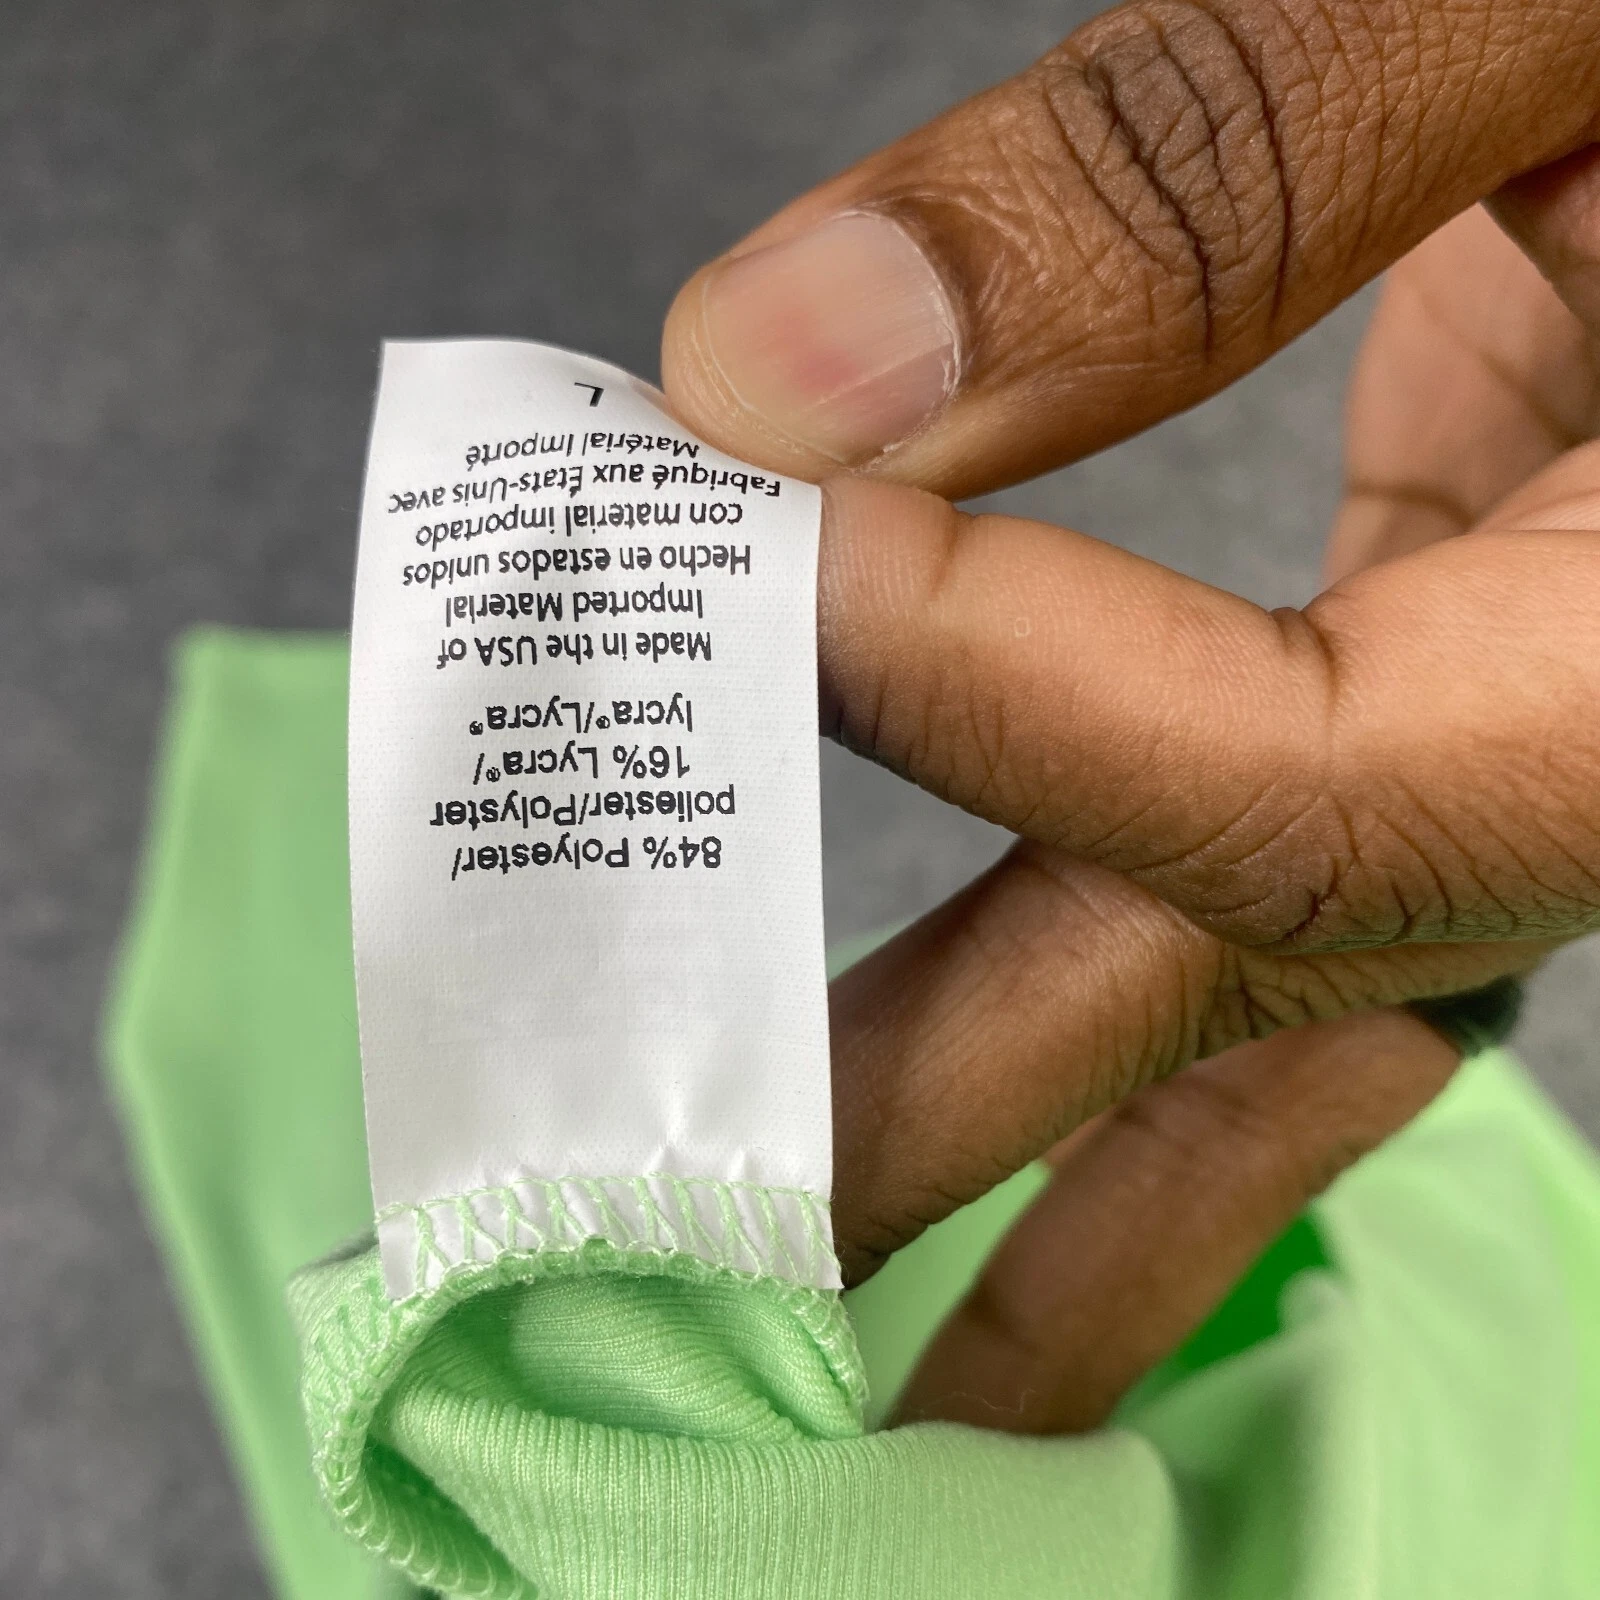 84% Polyester/
poliester/Polyster
16% Lycra®/
lycra®/Lycra®
Made in the USA of
Imported Material
Hecho en estados unidos
con material importado
Fabriqué aux États-Unis avec
Matérial Importé
L